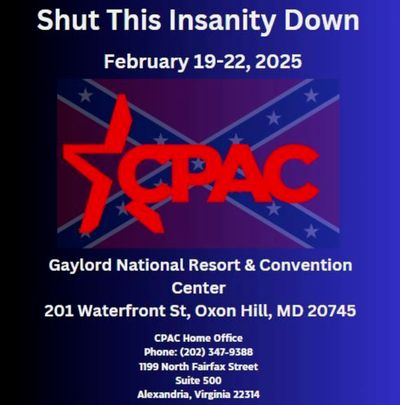 Shut This Insanity Down
February 19-22, 2025
CPAC
Gaylord National Resort & Convention
Center
201 Waterfront St, Oxon Hill, MD 20745
CPAC Home Office
Phone: (202) 347-9388
1199 North Fairfax Street
Suite 500
Alexandria, Virginia 22314